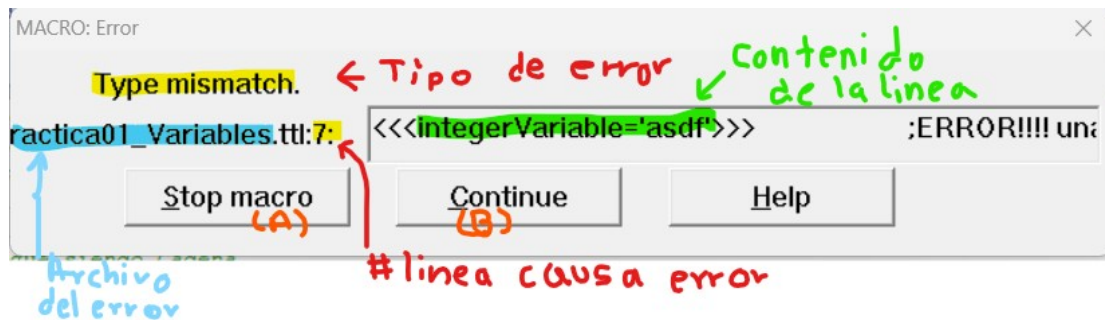 MACRO: Error
Type mismatch. ← Tipo de error
Contenido
de la linea
ractica01_Variables.ttl:7:
<<<integerVariable='asdf'>>> ;ERROR!!!! una
Stop macro
(A)
Continue
(B)
Help
Archivo
del error
#linea causa error